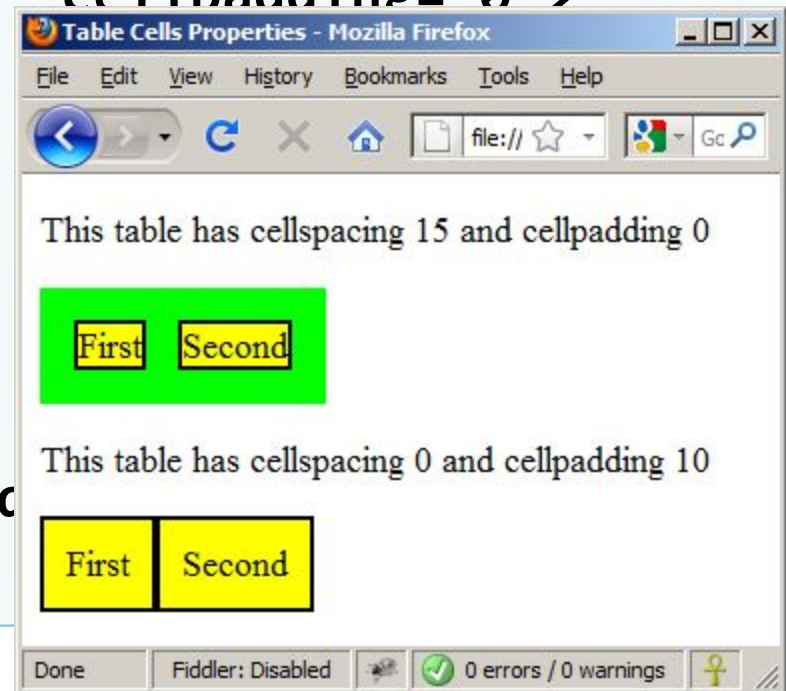 Table Cells Properties - Mozilla Firefox
File Edit View History Bookmarks Tools Help
file:// Gc
This table has cellspacing 15 and cellpadding 0
First Second
This table has cellspacing 0 and cellpadding 10
First Second
Done Fiddler: Disabled 0 errors / 0 warnings